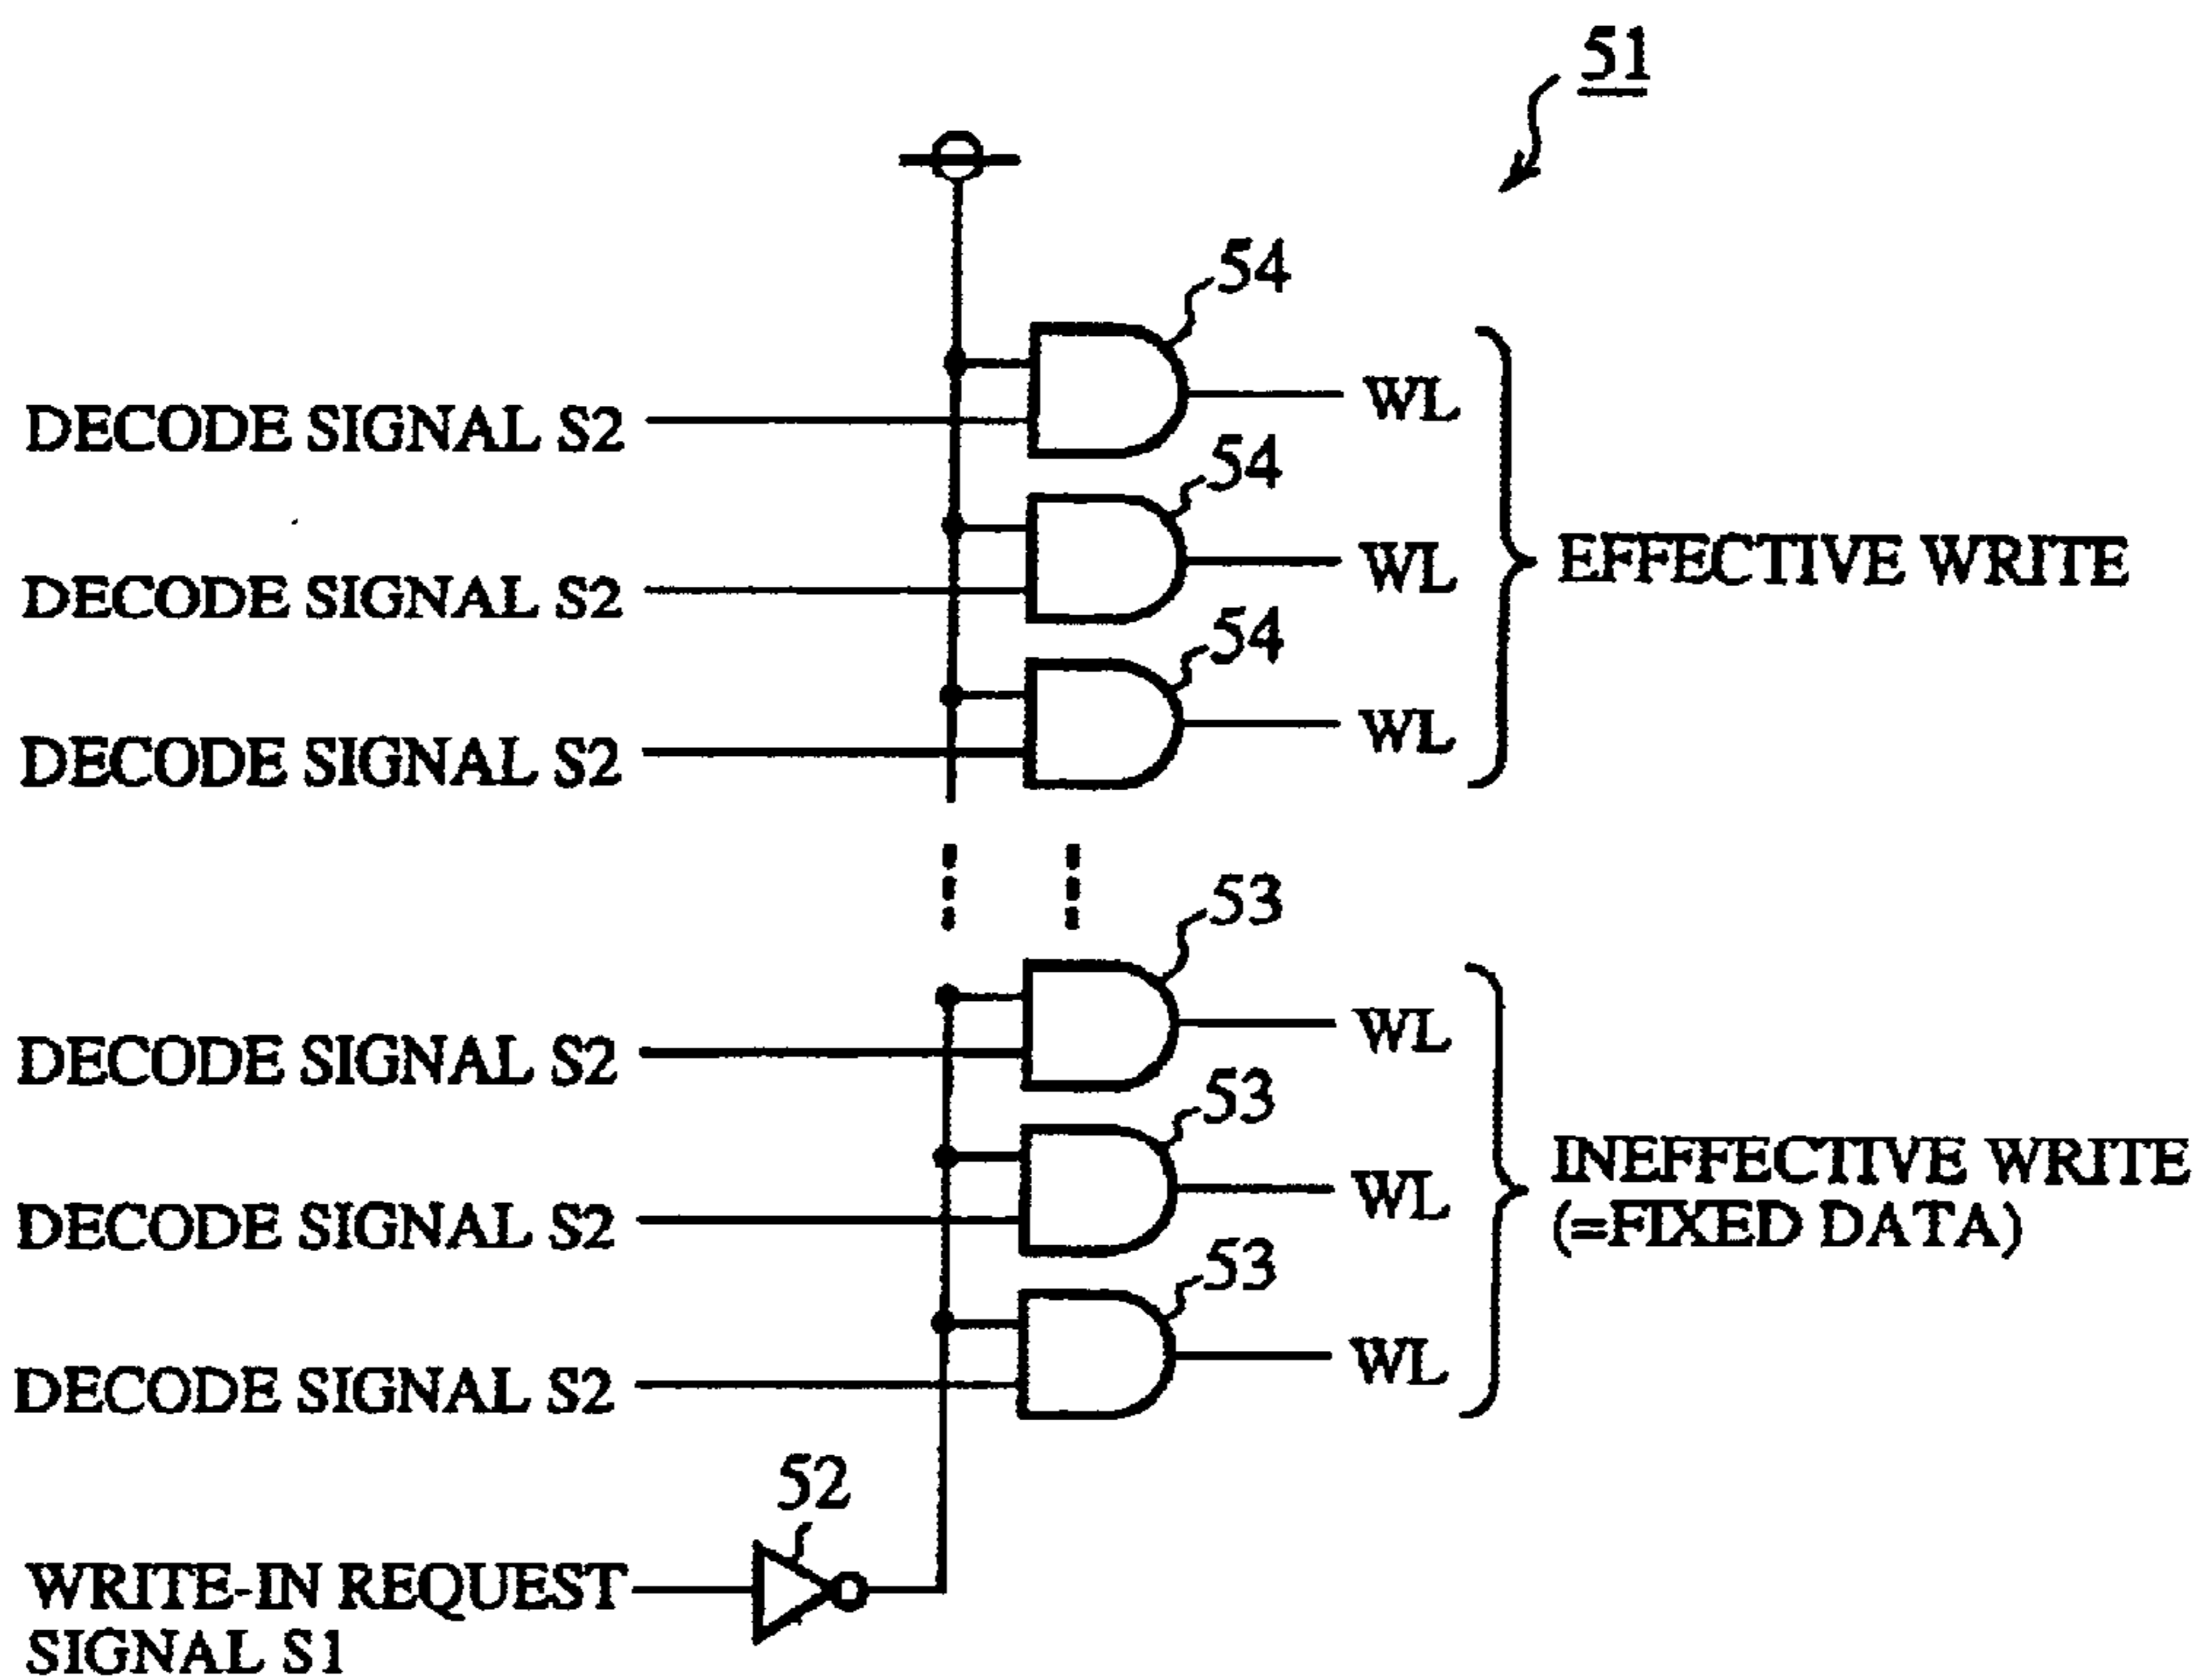 51
54
DECODE SIGNAL S2
WL
54
DECODE SIGNAL S2
WL
EFFECTIVE WRITE
54
DECODE SIGNAL S2
WL
53
DECODE SIGNAL S2
WL
53
DECODE SIGNAL S2
WL
INEFFECTIVE WRITE
(=FIXED DATA)
53
DECODE SIGNAL S2
WL
52
WRITE-IN REQUEST
SIGNAL S1